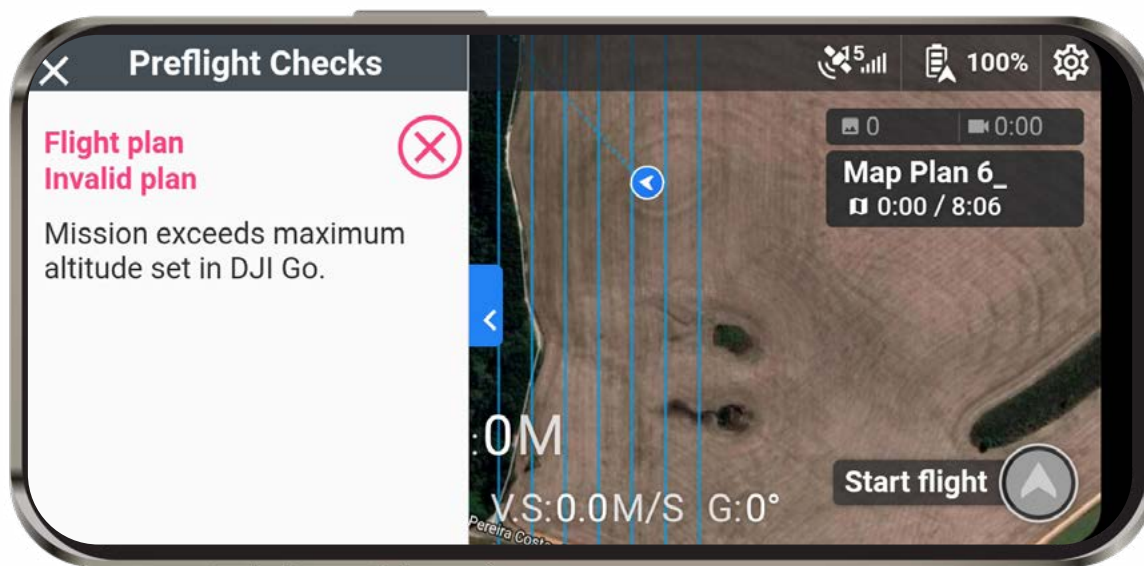 Preflight Checks
15
100%
Flight plan
Invalid plan
Mission exceeds maximum
altitude set in DJI Go.
0
0:00
Map Plan 6_
0:00 / 8:06
:0M
V.S:0.0M/S G:0°
Start flight
Pereira Costa